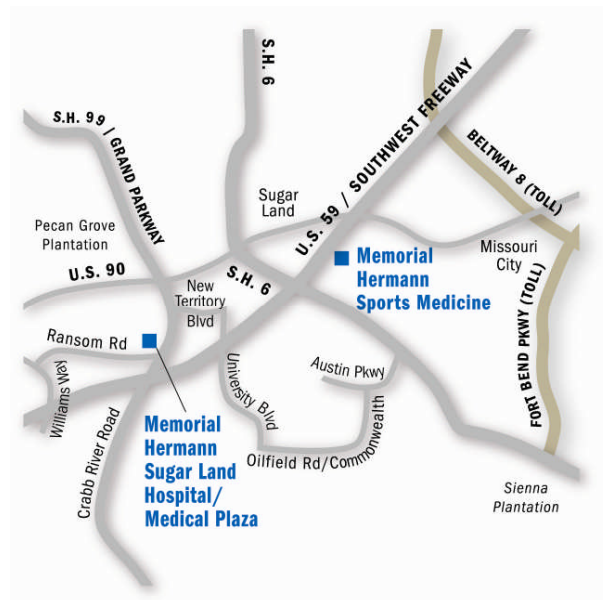 S.H. 6
S.H. 99 / GRAND PARKWAY
U.S. 59 / SOUTHWEST FREEWAY
BELTWAY 8 (TOLL)
Sugar
Land
Pecan Grove
Plantation
Missouri
City
Memorial
Hermann
Sports Medicine
U.S. 90
S.H. 6
New
Territory
Blvd
FORT BEND PKWY (TOLL)
Ransom Rd
Williams Way
University Blvd
Austin Pkwy
Crabb River Road
Memorial
Hermann
Sugar Land
Hospital/
Medical Plaza
Oilfield Rd/Commonwealth
Sienna
Plantation